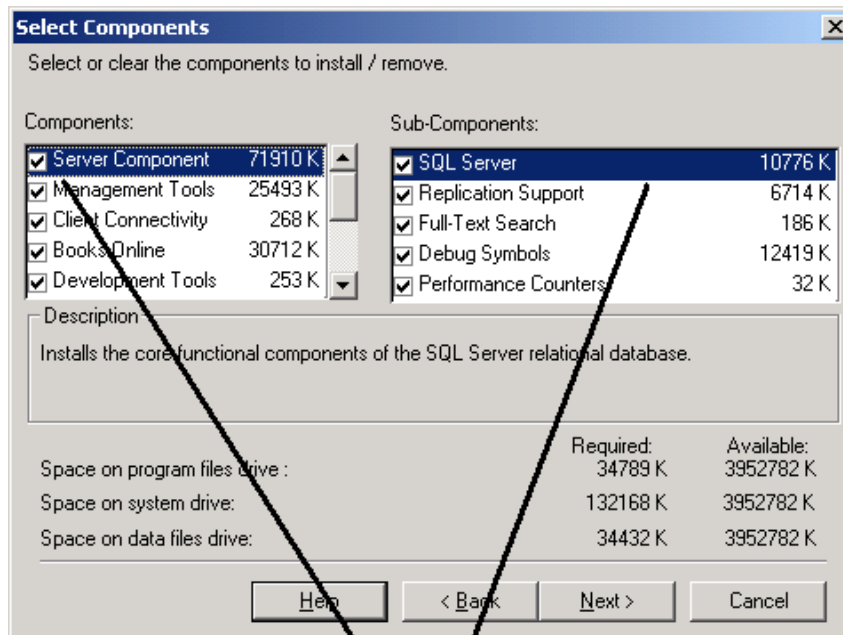 Select Components
Select or clear the components to install / remove.
Components:
Sub-Components:
Server Component 71910 K
Management Tools 25493 K
Client Connectivity 268 K
Books Online 30712 K
Development Tools 253 K
SQL Server 10776 K
Replication Support 6714 K
Full-Text Search 186 K
Debug Symbols 12419 K
Performance Counters 32 K
Description
Installs the core functional components of the SQL Server relational database.
Required: Available:
Space on program files drive : 34789 K 3952782 K
Space on system drive: 132168 K 3952782 K
Space on data files drive: 34432 K 3952782 K
Help < Back Next > Cancel